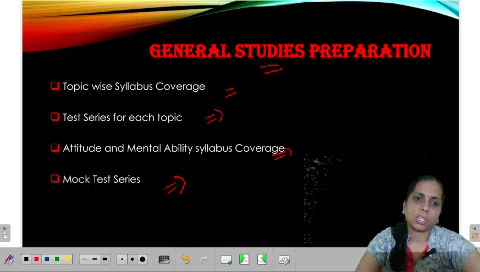 GENERAL STUDIES PREPARATION
Topic wise Syllabus Coverage
Test Series for each topic
Attitude and Mental Ability syllabus Coverage
Mock Test Series